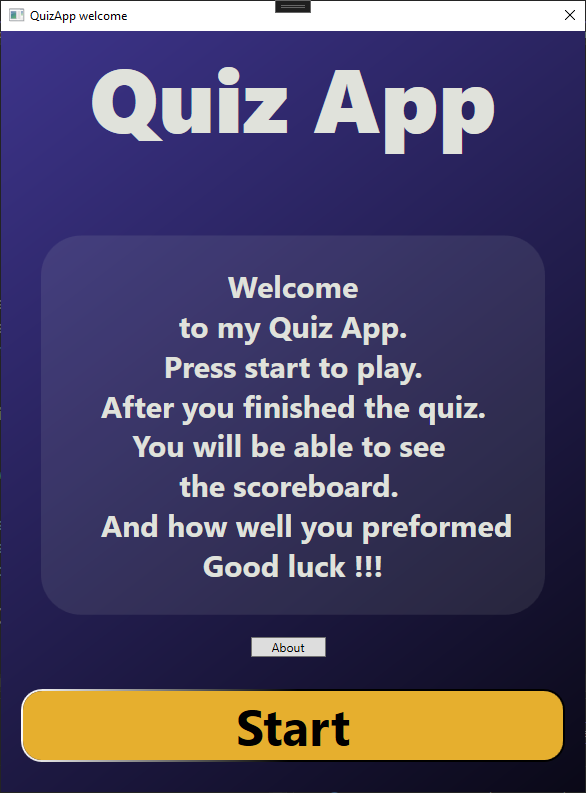 QuizApp welcome
Quiz App
Welcome
to my Quiz App.
Press start to play.
After you finished the quiz.
You will be able to see
the scoreboard.
And how well you preformed
Good luck !!!
About
Start